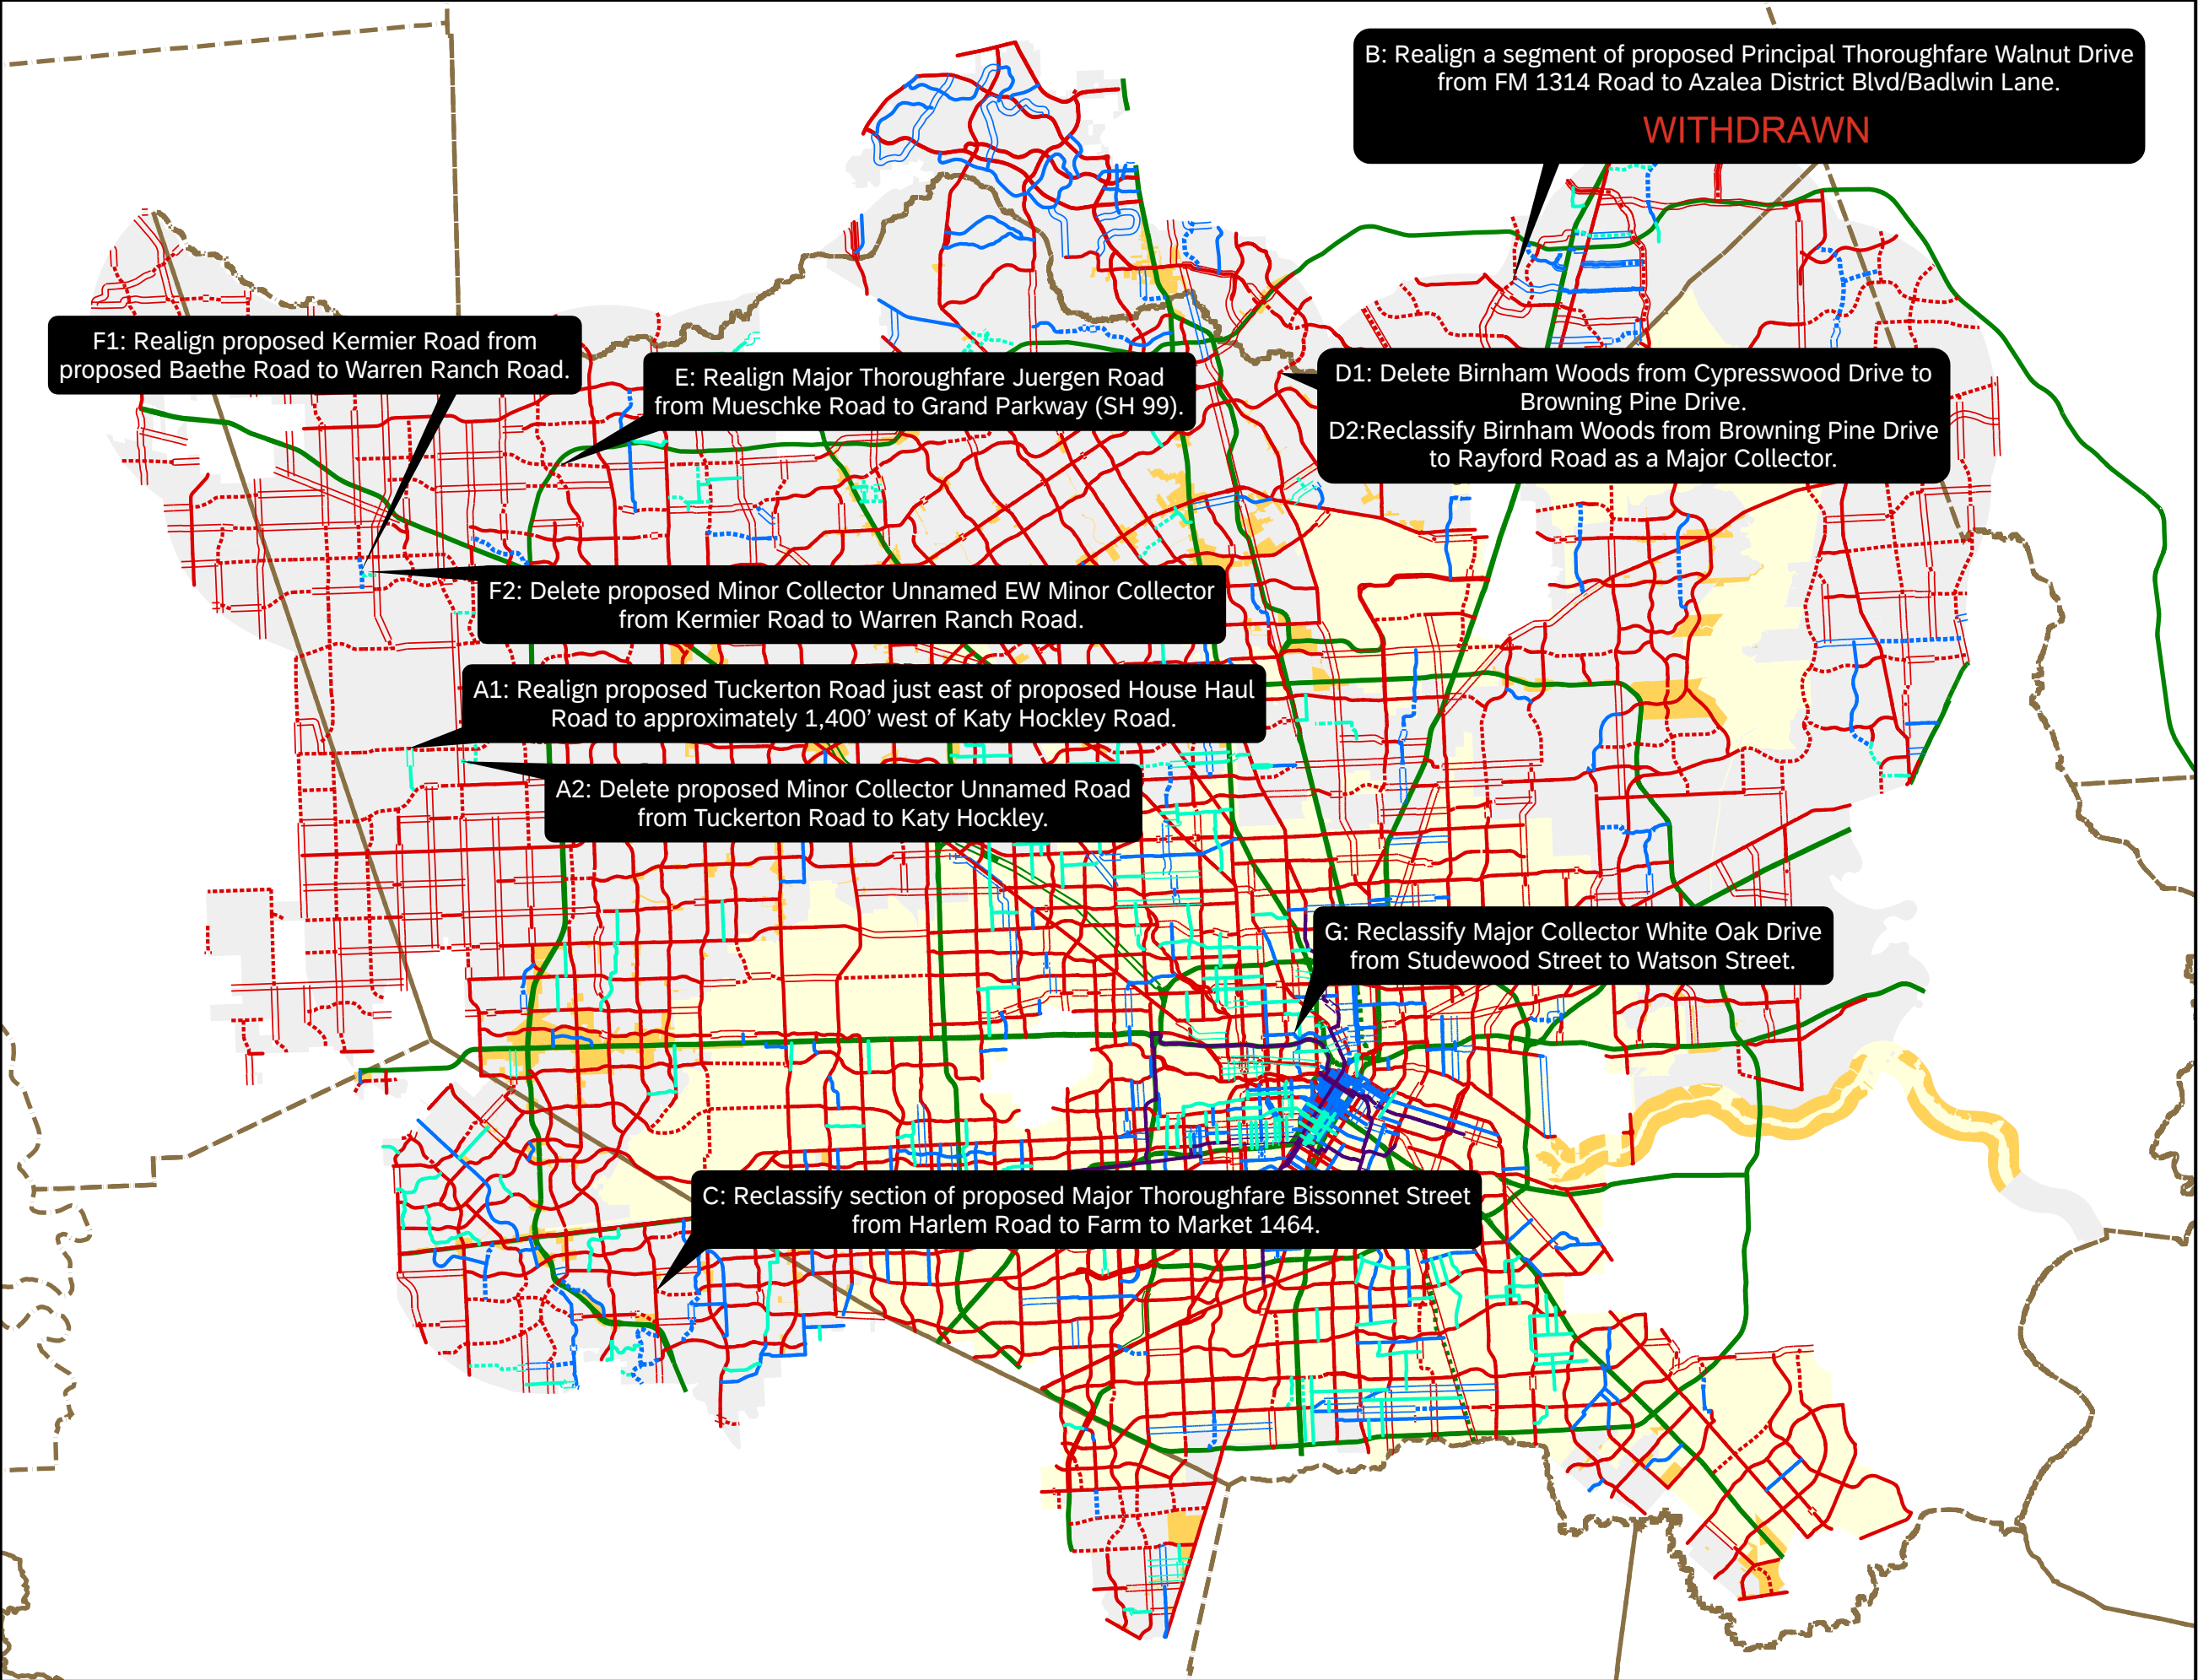 B: Realign a segment of proposed Principal Thoroughfare Walnut Drive
from FM 1314 Road to Azalea District Blvd/Badlwin Lane.
WITHDRAWN
F1: Realign proposed Kermier Road from
proposed Baethe Road to Warren Ranch Road.
E: Realign Major Thoroughfare Juergen Road
from Mueschke Road to Grand Parkway (SH 99).
D1: Delete Birnham Woods from Cypresswood Drive to
Browning Pine Drive.
D2:Reclassify Birnham Woods from Browning Pine Drive
to Rayford Road as a Major Collector.
F2: Delete proposed Minor Collector Unnamed EW Minor Collector
from Kermier Road to Warren Ranch Road.
A1: Realign proposed Tuckerton Road just east of proposed House Haul
Road to approximately 1,400’ west of Katy Hockley Road.
A2: Delete proposed Minor Collector Unnamed Road
from Tuckerton Road to Katy Hockley.
G: Reclassify Major Collector White Oak Drive
from Studewood Street to Watson Street.
C: Reclassify section of proposed Major Thoroughfare Bissonnet Street
from Harlem Road to Farm to Market 1464.